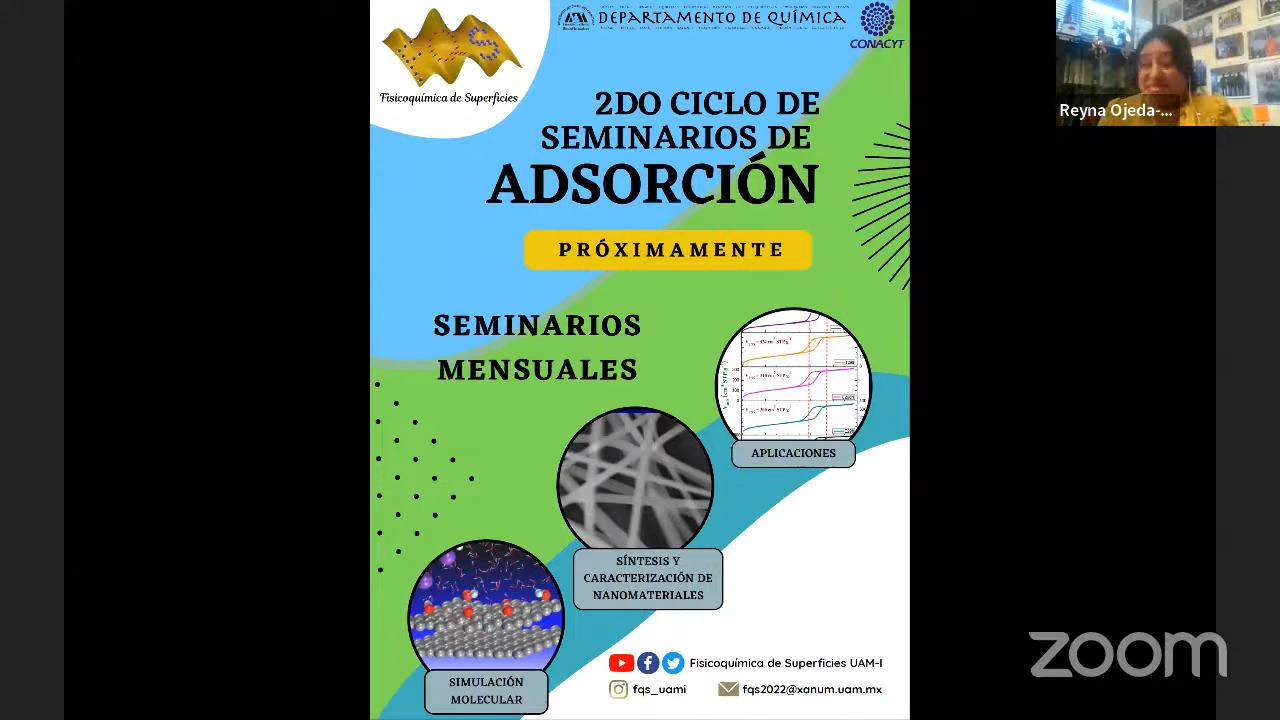 DEPARTAMENTO DE QUÍMICA
CONACYT
Fisicoquímica de Superficies
Reyna Ojeda-...
2DO CICLO DE
SEMINARIOS DE
ADSORCIÓN
PRÓXIMAMENTE
SEMINARIOS
MENSUALES
APLICACIONES
SÍNTESIS Y
CARACTERIZACIÓN DE
NANOMATERIALES
SIMULACIÓN
MOLECULAR
Fisicoquímica de Superficies UAM-I
fqs_uami
fqs2022@xanum.uam.mx
zoom